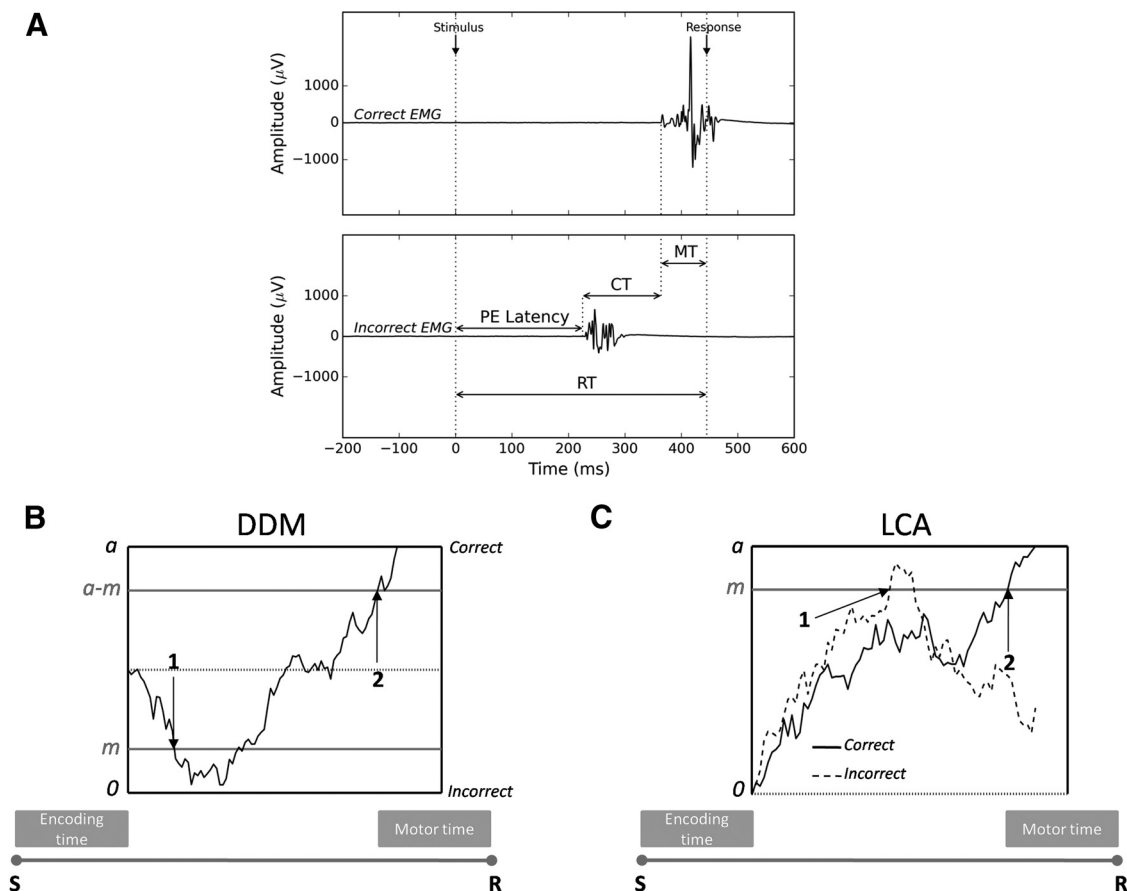 A
Stimulus
Response
Amplitude (μV)
1000
0
−1000
Correct EMG
Amplitude (μV)
1000
0
−1000
Incorrect EMG
MT
CT
PE Latency
RT
−200 −100 0 100 200 300 400 500 600
Time (ms)
B
DDM
a
Correct
a-m
1
2
m
0
Incorrect
Encoding
time
Motor time
S
R
C
LCA
a
m
1
2
Correct
Incorrect
0
Encoding
time
Motor time
S
R